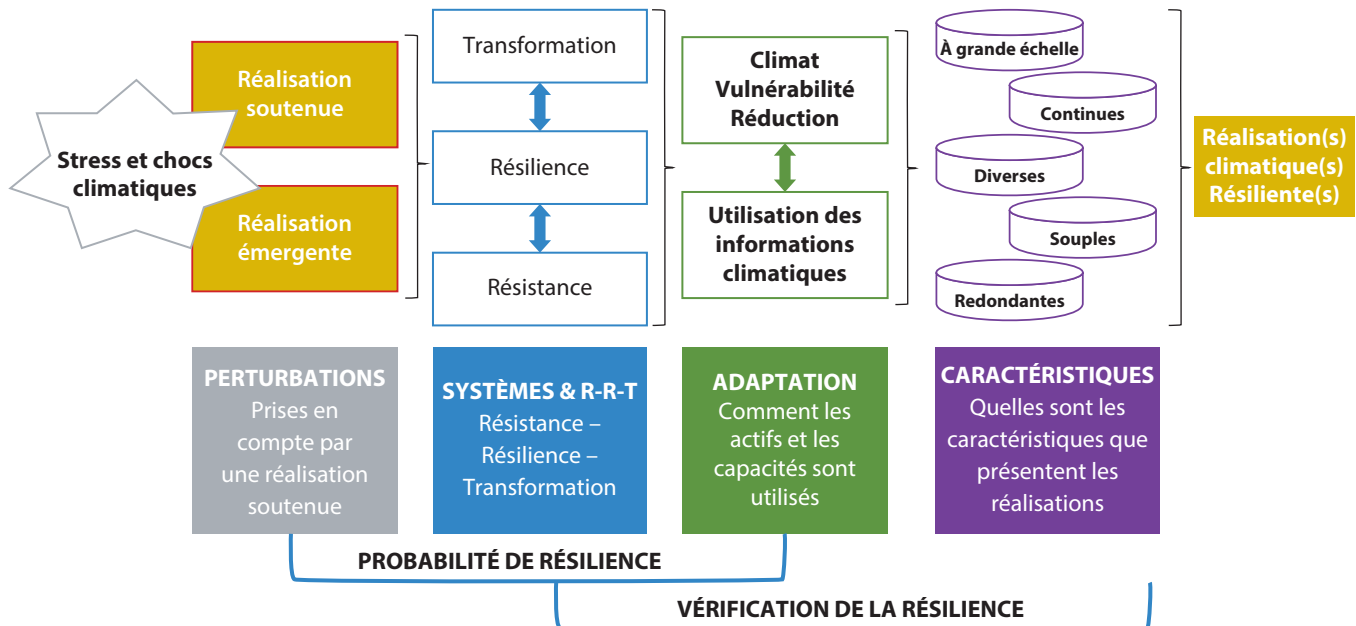 Stress et chocs
climatiques
Réalisation
soutenue
Réalisation
émergente
Transformation
Résilience
Résistance
Climat
Vulnérabilité
Réduction
Utilisation des
informations
climatiques
À grande échelle
Continues
Diverses
Souples
Redondantes
Réalisation(s)
climatique(s)
Résiliente(s)
PERTURBATIONS
Prises en
compte par
une réalisation
soutenue
SYSTÈMES & R-R-T
Résistance –
Résilience –
Transformation
ADAPTATION
Comment les
actifs et les
capacités sont
utilisés
CARACTÉRISTIQUES
Quelles sont les
caractéristiques que
présentent les
réalisations
PROBABILITÉ DE RÉSILIENCE
VÉRIFICATION DE LA RÉSILIENCE